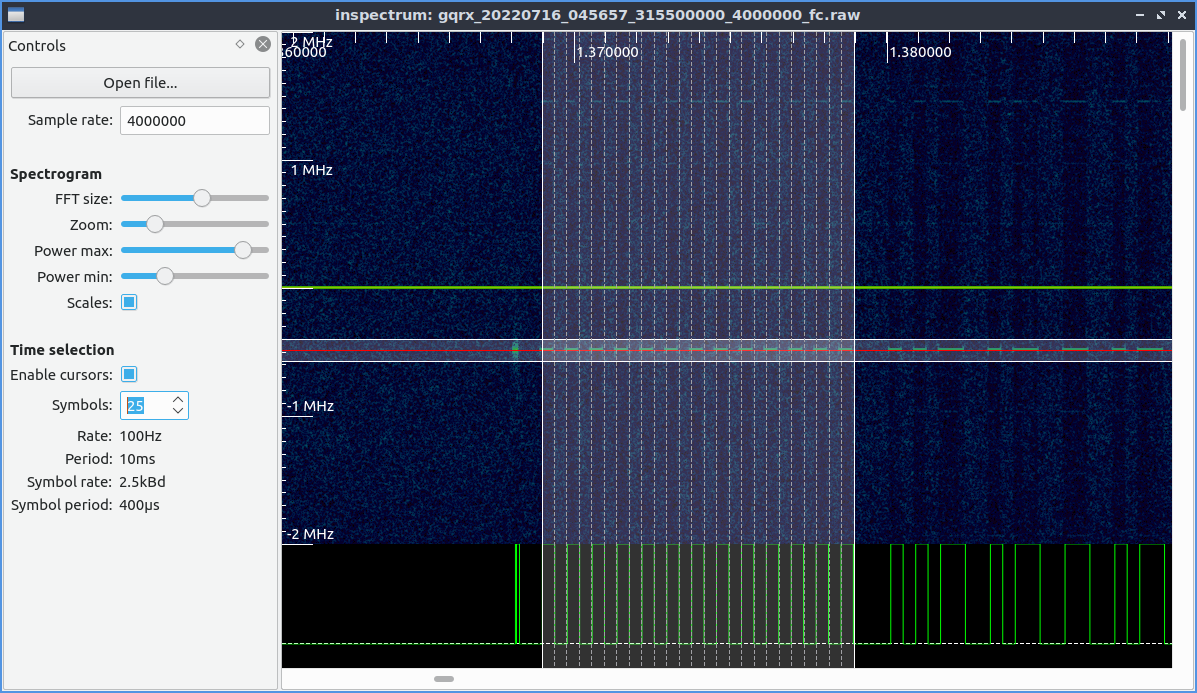 inspectrum: gqrx_20220716_045657_315500000_4000000_fc.raw
Controls
Open file...
Sample rate: 4000000
Spectrogram
FFT size:
Zoom:
Power max:
Power min:
Scales:
Time selection
Enable cursors:
Symbols: 25
Rate: 100Hz
Period: 10ms
Symbol rate: 2.5kBd
Symbol period: 400µs
2 MHz
60000 1.370000 1.380000
1 MHz
-1 MHz
-2 MHz